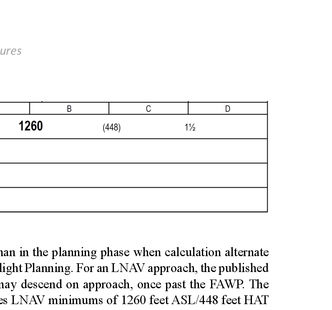 ures
B C D
1260 (448) 1½
han in the planning phase when calculation alternate
light Planning. For an LNAV approach, the published
may descend on approach, once past the FAWP. The
es LNAV minimums of 1260 feet ASL/448 feet HAT